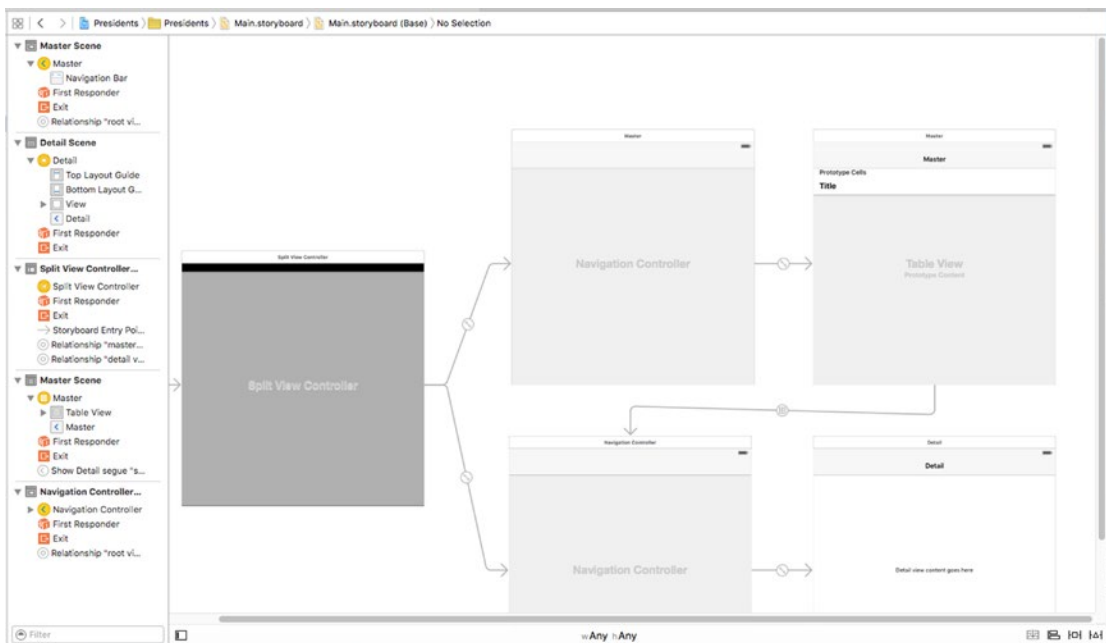 Presidents
Presidents
Main.storyboard
Main.storyboard (Base)
No Selection
Master Scene
Master
Navigation Bar
First Responder
Exit
Relationship "root vi...
Detail Scene
Detail
Top Layout Guide
Bottom Layout G...
View
Detail
First Responder
Exit
Split View Controller...
Split View Controller
First Responder
Exit
Storyboard Entry Poi...
Relationship "master...
Relationship "detail v...
Master Scene
Master
Table View
Master
First Responder
Exit
Show Detail segue "s...
Navigation Controller...
Navigation Controller
First Responder
Exit
Relationship "root vi...
Filter
Split View Controller
Split View Controller
Master
Navigation Controller
Master
Master
Prototype Cells
Title
Table View
Prototype Content
Navigation Controller
Navigation Controller
Detail
Detail
Detail view content goes here
wAny hAny